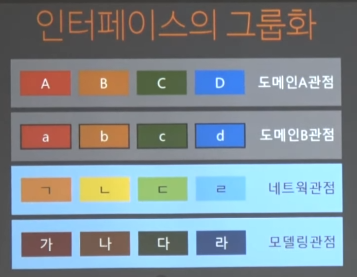 인터페이스의 그룹화
A B C D 도메인A관점
a b c d 도메인B관점
ㄱ ㄴ ㄷ ㄹ 네트웍관점
가 나 다 라 모델링관점